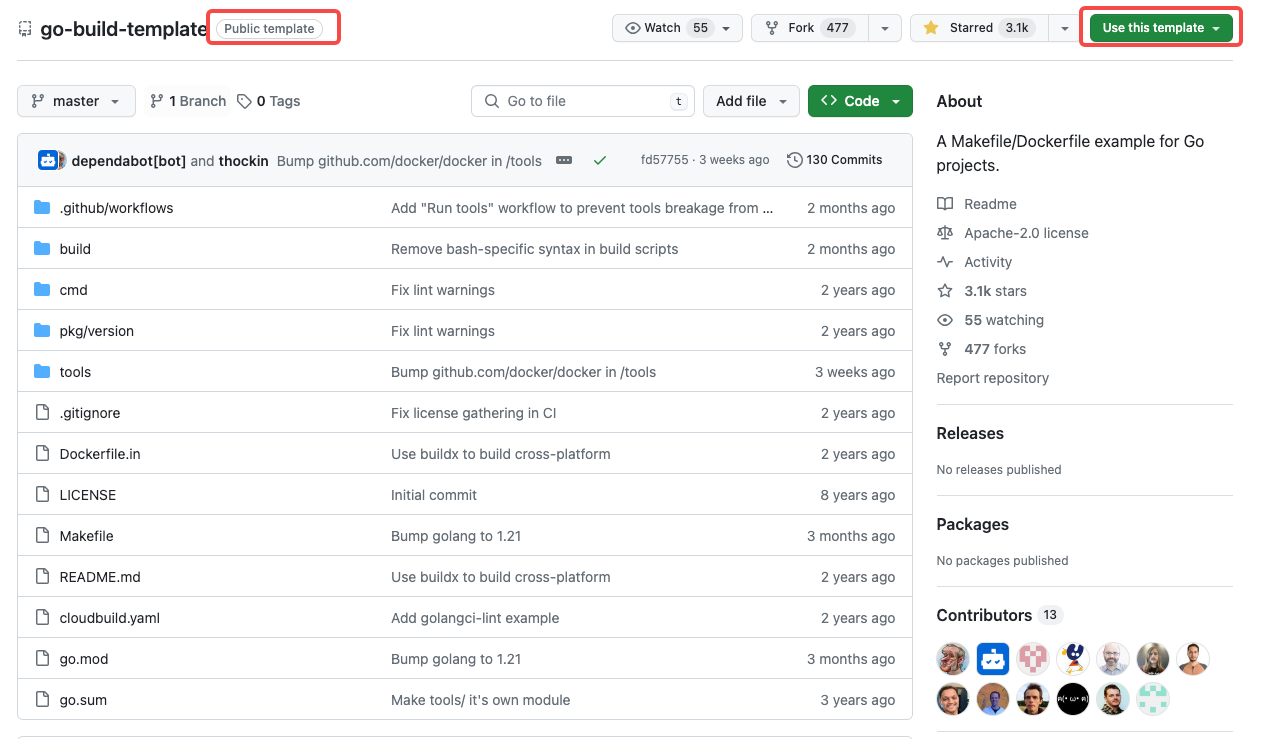 go-build-template Public template Watch 55 Fork 477 Starred 3.1k Use this template
master 1 Branch 0 Tags Go to file t Add file Code
dependabot[bot] and thockin Bump github.com/docker/docker in /tools fd57755 · 3 weeks ago 130 Commits
.github/workflows Add "Run tools" workflow to prevent tools breakage from ... 2 months ago
build Remove bash-specific syntax in build scripts 2 months ago
cmd Fix lint warnings 2 years ago
pkg/version Fix lint warnings 2 years ago
tools Bump github.com/docker/docker in /tools 3 weeks ago
.gitignore Fix license gathering in CI 2 years ago
Dockerfile.in Use buildx to build cross-platform 2 years ago
LICENSE Initial commit 8 years ago
Makefile Bump golang to 1.21 3 months ago
README.md Use buildx to build cross-platform 2 years ago
cloudbuild.yaml Add golangci-lint example 2 years ago
go.mod Bump golang to 1.21 3 months ago
go.sum Make tools/ it's own module 3 years ago
About
A Makefile/Dockerfile example for Go
projects.
Readme
Apache-2.0 license
Activity
3.1k stars
55 watching
477 forks
Report repository
Releases
No releases published
Packages
No packages published
Contributors 13